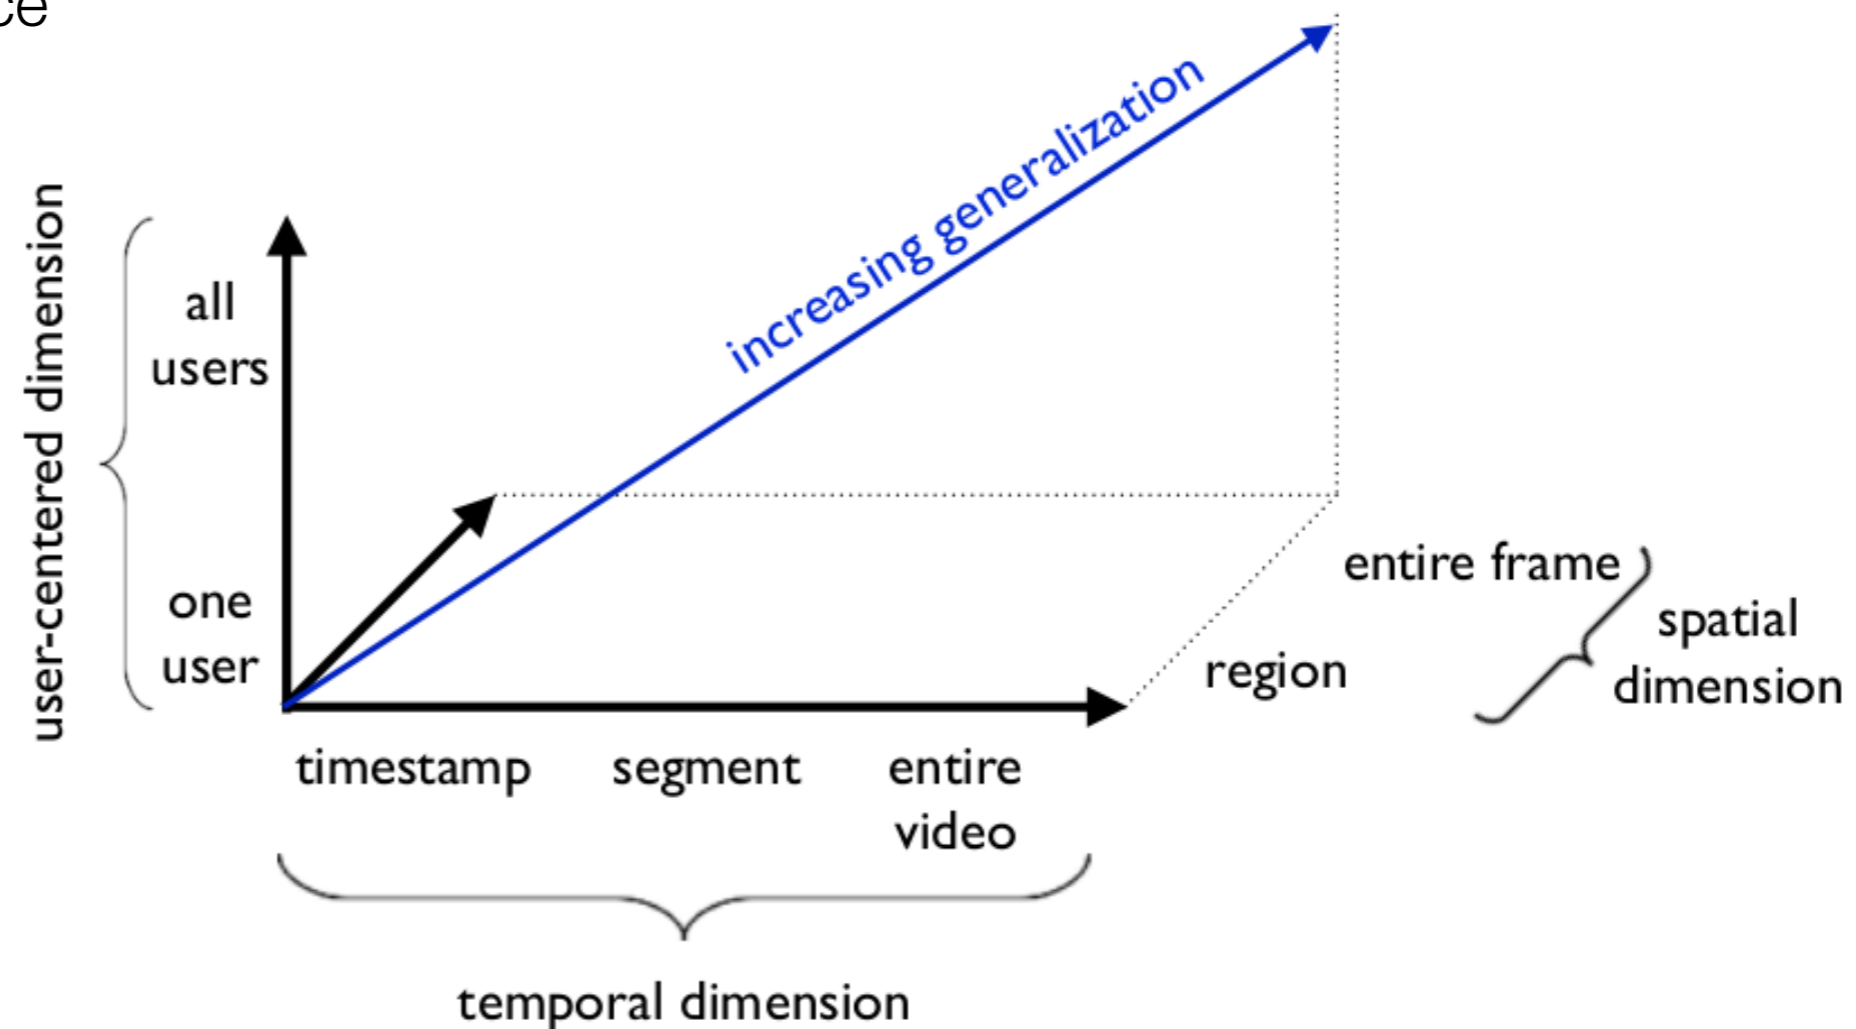 user-centered dimension
all
users
one
user
increasing generalization
timestamp
segment
entire
video
temporal dimension
entire frame
region
spatial
dimension